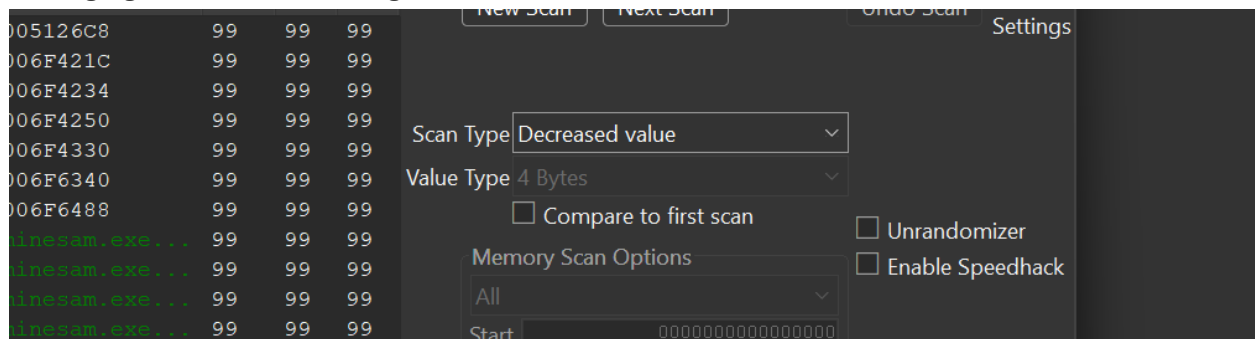 New Scan Next Scan Undo Scan
Settings
005126C8 99 99 99
006F421C 99 99 99
006F4234 99 99 99
006F4250 99 99 99
006F4330 99 99 99
006F6340 99 99 99
006F6488 99 99 99
minesam.exe... 99 99 99
minesam.exe... 99 99 99
minesam.exe... 99 99 99
minesam.exe... 99 99 99
Scan Type Decreased value
Value Type 4 Bytes
Compare to first scan
Memory Scan Options
All
Start 0000000000000000
Unrandomizer
Enable Speedhack